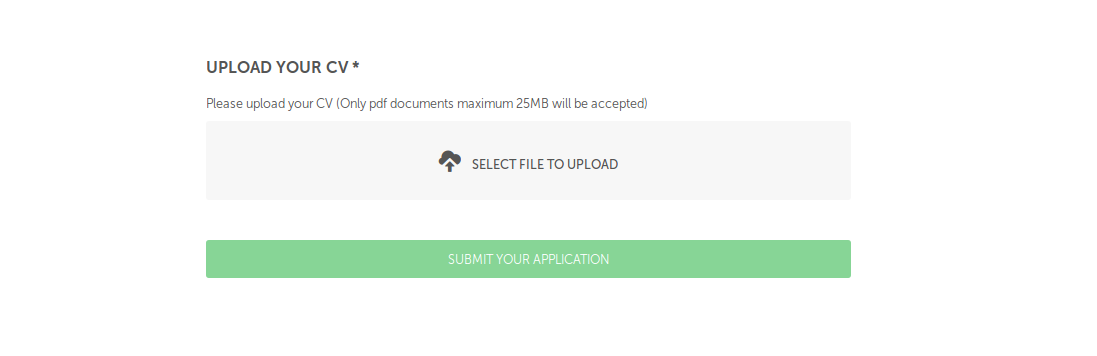 UPLOAD YOUR CV *
Please upload your CV (Only pdf documents maximum 25MB will be accepted)
SELECT FILE TO UPLOAD
SUBMIT YOUR APPLICATION